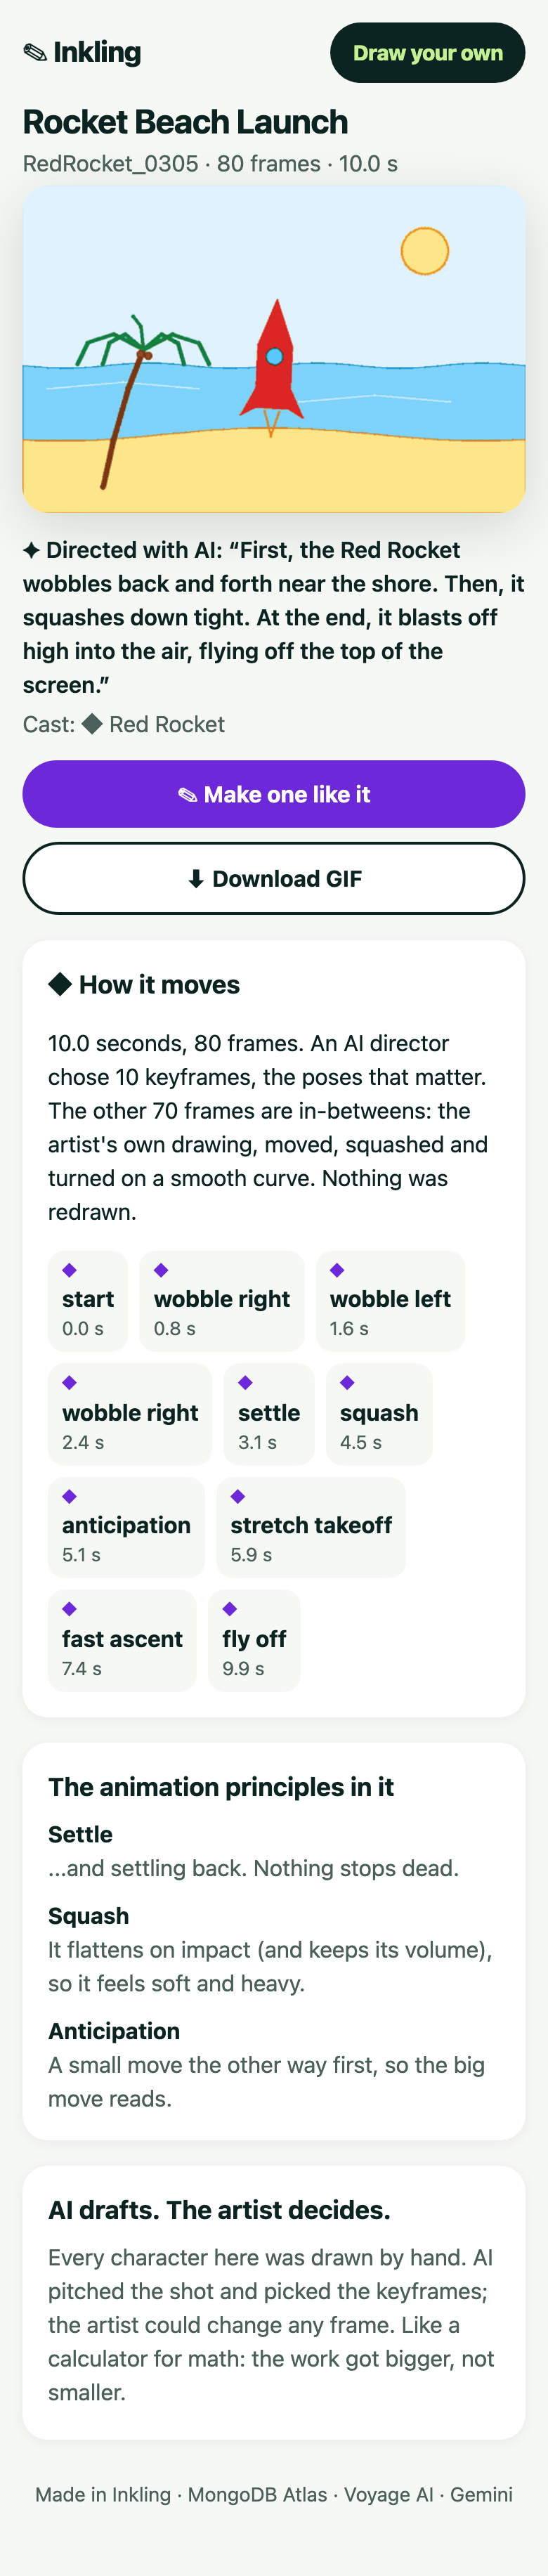 ✎ Inkling
Draw your own
Rocket Beach Launch
RedRocket_0305 · 80 frames · 10.0 s
✦ Directed with AI: “First, the Red Rocket
wobbles back and forth near the shore. Then, it
squashes down tight. At the end, it blasts off
high into the air, flying off the top of the
screen.”
Cast: ◆ Red Rocket
✎ Make one like it
⬇ Download GIF
◆ How it moves
10.0 seconds, 80 frames. An AI director
chose 10 keyframes, the poses that matter.
The other 70 frames are in-betweens: the
artist's own drawing, moved, squashed and
turned on a smooth curve. Nothing was
redrawn.
◆
start
0.0 s
◆
wobble right
0.8 s
◆
wobble left
1.6 s
◆
wobble right
2.4 s
◆
settle
3.1 s
◆
squash
4.5 s
◆
anticipation
5.1 s
◆
stretch takeoff
5.9 s
◆
fast ascent
7.4 s
◆
fly off
9.9 s
The animation principles in it
Settle
...and settling back. Nothing stops dead.
Squash
It flattens on impact (and keeps its volume),
so it feels soft and heavy.
Anticipation
A small move the other way first, so the big
move reads.
AI drafts. The artist decides.
Every character here was drawn by hand. AI
pitched the shot and picked the keyframes;
the artist could change any frame. Like a
calculator for math: the work got bigger, not
smaller.
Made in Inkling · MongoDB Atlas · Voyage AI · Gemini